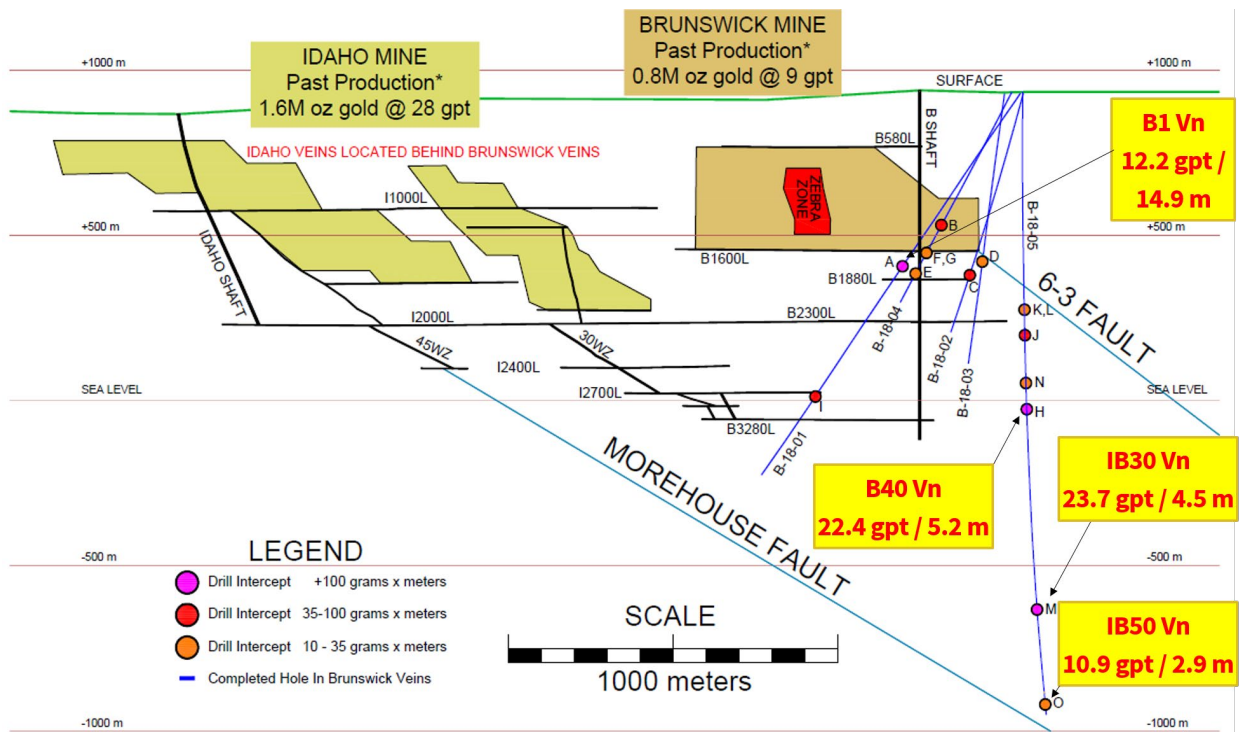 IDAHO MINE
Past Production*
1.6M oz gold @ 28 gpt
BRUNSWICK MINE
Past Production*
0.8M oz gold @ 9 gpt
+1000 m
+1000 m
SURFACE
B1 Vn
12.2 gpt /
14.9 m
IDAHO VEINS LOCATED BEHIND BRUNSWICK VEINS
B580L
B SHAFT
ZEBRA
ZONE
I1000L
B-18-05
+500 m
+500 m
B
IDAHO SHAFT
B1600L
A
F,G
D
E
B1880L
C
6-3 FAULT
K,L
I2000L
B2300L
J
45WZ
30WZ
B-18-04
B-18-02
B-18-03
I2400L
N
SEA LEVEL
SEA LEVEL
I2700L
I
H
B3280L
B-18-01
MOREHOUSE FAULT
B40 Vn
22.4 gpt / 5.2 m
IB30 Vn
23.7 gpt / 4.5 m
-500 m
-500 m
LEGEND
Drill Intercept +100 grams x meters
Drill Intercept 35-100 grams x meters
Drill Intercept 10 - 35 grams x meters
Completed Hole In Brunswick Veins
SCALE
1000 meters
M
IB50 Vn
10.9 gpt / 2.9 m
O
-1000 m
-1000 m